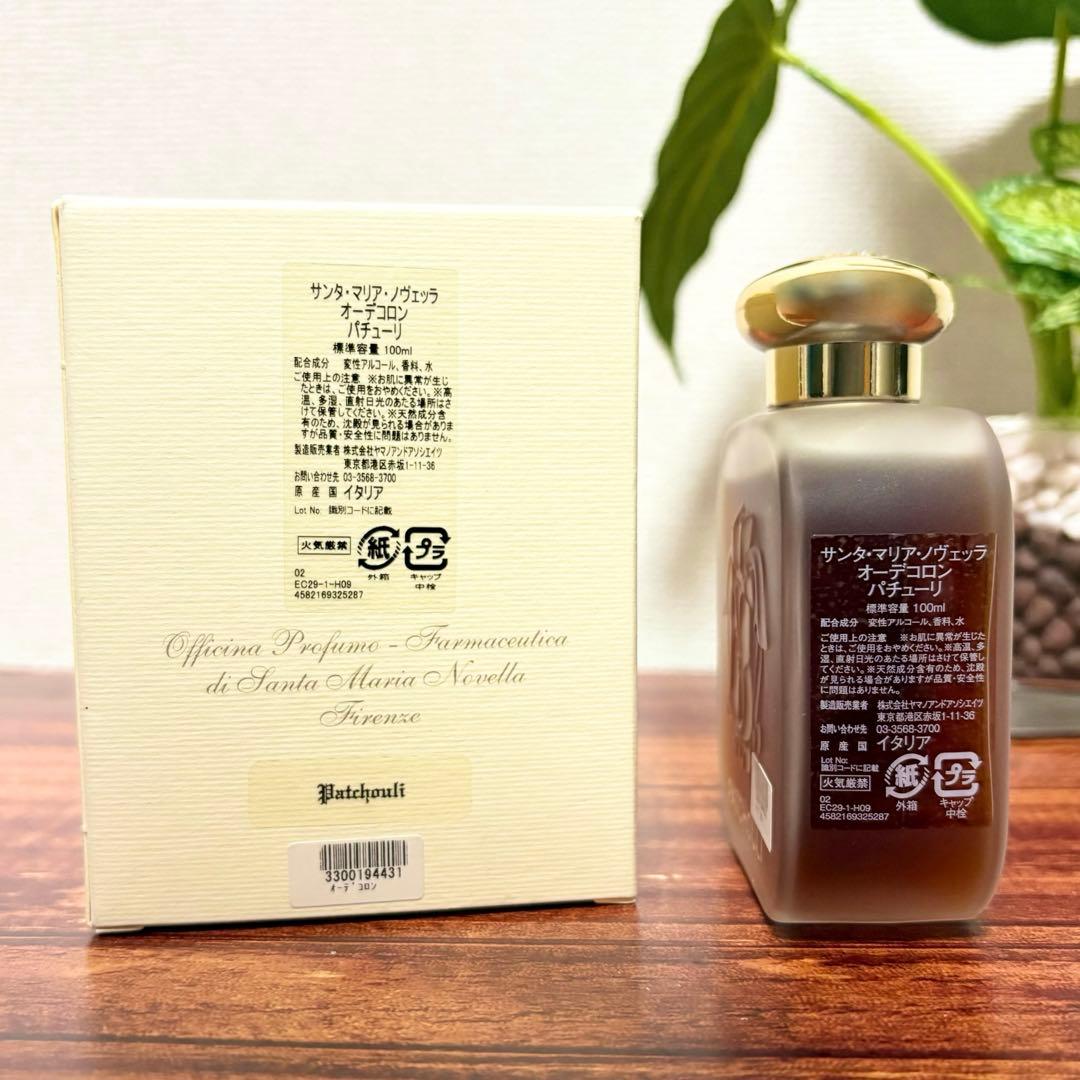 サンタ・マリア・ノヴェッラ
オーデコロン
パチューリ
標準容量 100ml
配合成分 変性アルコール、香料、水
ご使用上の注意 ※お肌に異常が生じ
たときは、ご使用をおやめください。※高
温、多湿、直射日光のあたる場所はさ
けて保管してください。※天然成分含
有のため、沈殿が見られる場合がありま
すが品質・安全性に問題はありません。
製造販売業者 株式会社ヤマノアンドアソシエイツ
東京都港区赤坂1-11-36
お問い合わせ先 03-3568-3700
原産国 イタリア
Lot No 識別コードに記載
火気厳禁 紙 プラ
外箱 キャップ
中栓
02
EC29-1-H09
4582169325287
Officina Profumo - Farmaceutica
di Santa Maria Novella
Firenze
Patchouli
3300194431
オーデコロン
サンタ・マリア・ノヴェッラ
オーデコロン
パチューリ
標準容量 100ml
配合成分 変性アルコール、香料、水
ご使用上の注意 ※お肌に異常が生じた
ときは、ご使用をおやめください。※高温、多
湿、直射日光のあたる場所はさけて保管し
てください。※天然成分含有のため、沈殿
が見られる場合がありますが品質・安全性
に問題はありません。
製造販売業者 株式会社ヤマノアンドアソシエイツ
東京都港区赤坂1-11-36
お問い合わせ先 03-3568-3700
原産国 イタリア
Lot No:
識別コードに記載
火気厳禁 紙 プラ
外箱 キャップ
中栓
02
EC29-1-H09
4582169325287